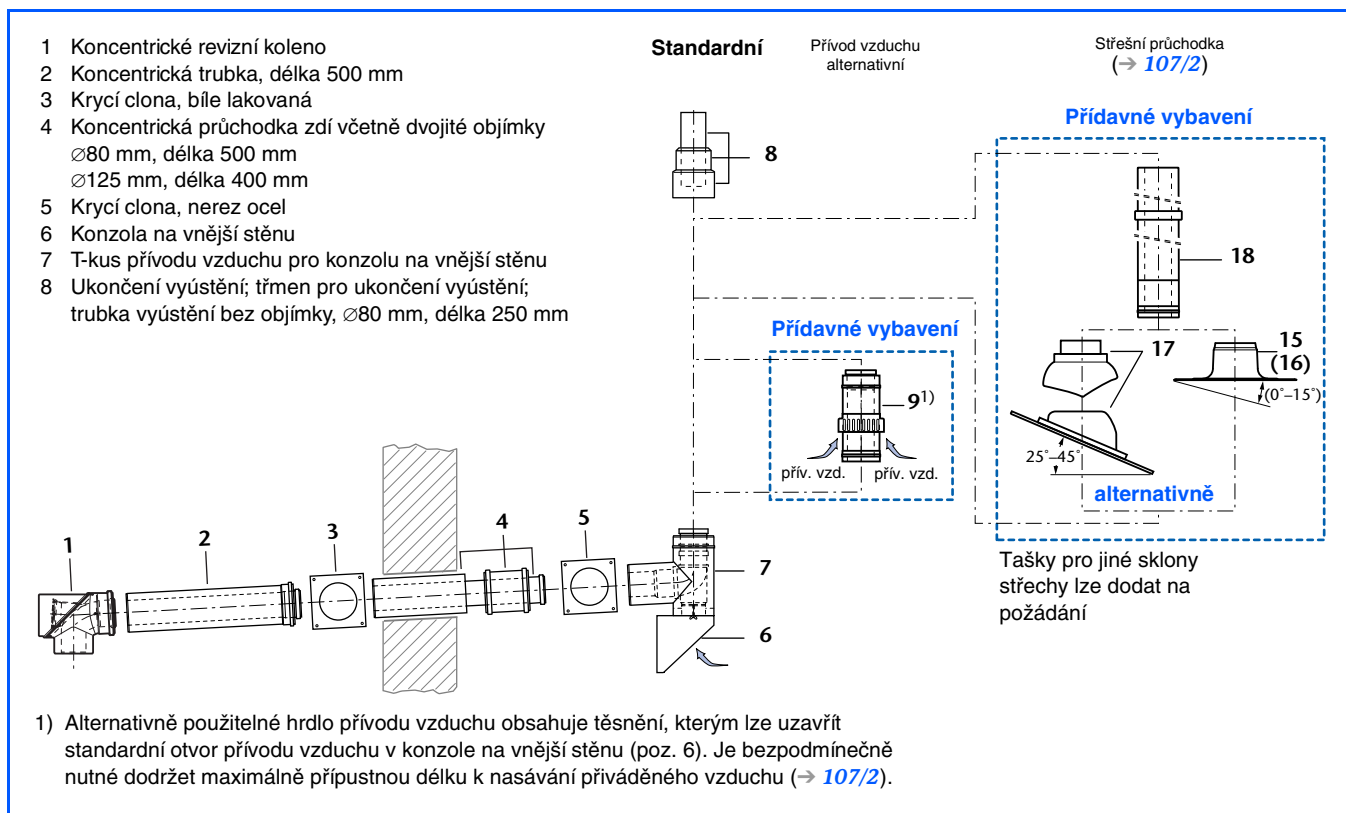 1 Koncentrické revizní koleno
2 Koncentrická trubka, délka 500 mm
3 Krycí clona, bíle lakovaná
4 Koncentrická průchodka zdí včetně dvojité objímky
∅80 mm, délka 500 mm
∅125 mm, délka 400 mm
5 Krycí clona, nerez ocel
6 Konzola na vnější stěnu
7 T-kus přívodu vzduchu pro konzolu na vnější stěnu
8 Ukončení vyústění; třmen pro ukončení vyústění;
trubka vyústění bez objímky, ∅80 mm, délka 250 mm
Standardní
Přívod vzduchu
alternativní
Střešní průchodka
(→ 107/2)
Přídavné vybavení
8
18
Přídavné vybavení
17
15
(16)
(0˚–15˚)
9 1)
25˚–45˚
přív. vzd.
přív. vzd.
alternativně
1
2
3
4
5
7
6
Tašky pro jiné sklony
střechy lze dodat na
požádání
1) Alternativně použitelné hrdlo přívodu vzduchu obsahuje těsnění, kterým lze uzavřít
standardní otvor přívodu vzduchu v konzole na vnější stěnu (poz. 6). Je bezpodmínečně
nutné dodržet maximálně přípustnou délku k nasávání přiváděného vzduchu (→ 107/2).